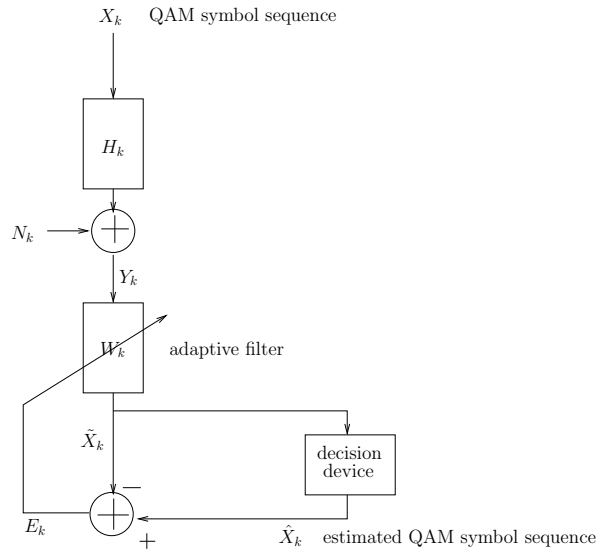 X_k QAM symbol sequence
H_k
N_k
+
Y_k
W_k adaptive filter
X̃_k
decision
device
−
+
E_k
+
X̂_k estimated QAM symbol sequence